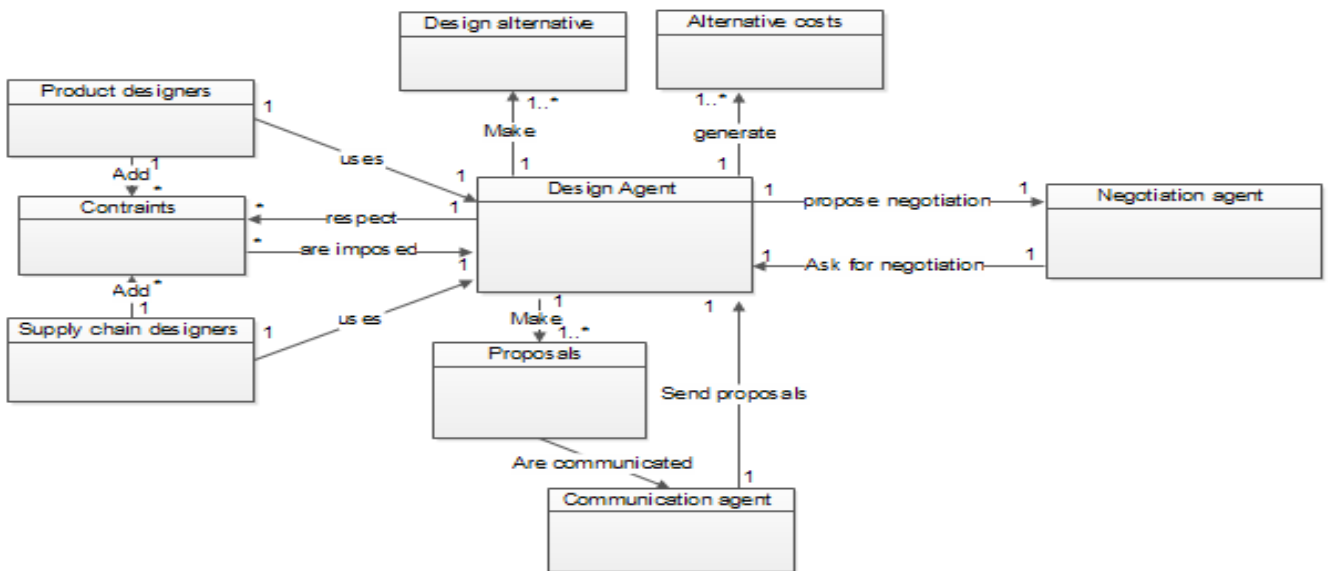 Design alternative
Alternative costs
Product designers
1
1..*
1..*
Make
generate
uses
1
Add
*
1
1
1
Design Agent
1
propose negotiation
1
Negotiation agent
Contraints
*
respect
1
*
are imposed
1
Ask for negotiation
1
Add
*
1
1
Supply chain designers
1
uses
1
Make
1..*
1
Proposals
Send proposals
Are communicated
1
Communication agent